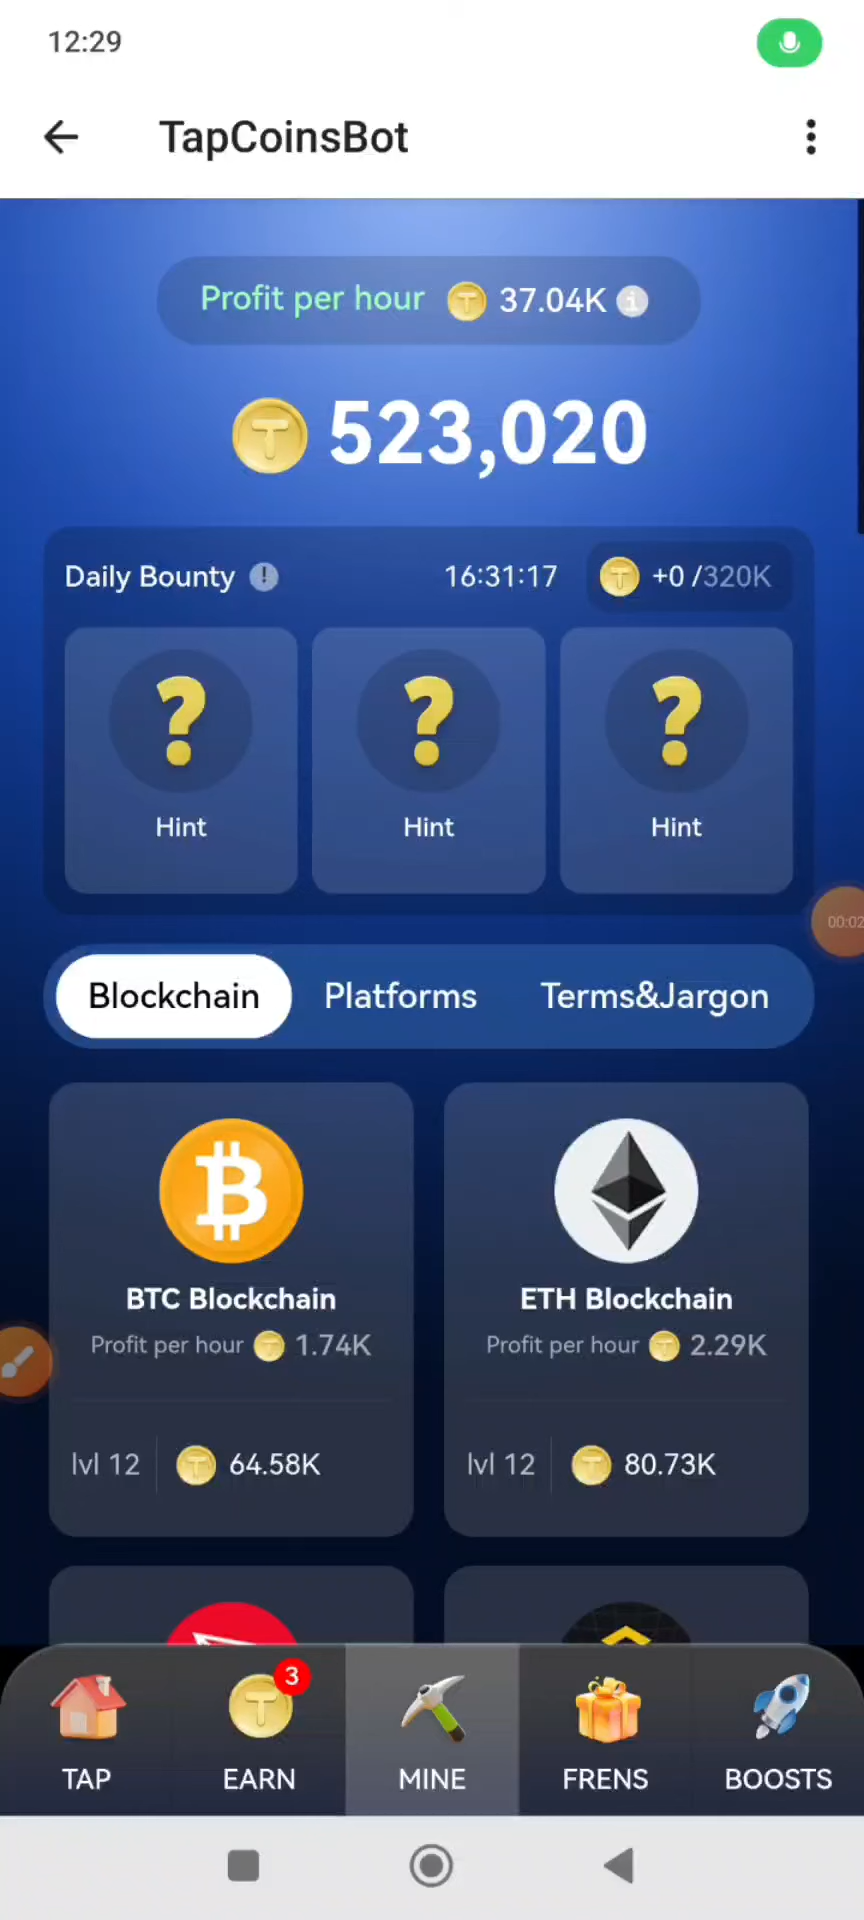 12:29
TapCoinsBot
Profit per hour 37.04K
523,020
Daily Bounty 16:31:17 +0 /320K
Hint Hint Hint
00:02
Blockchain Platforms Terms&Jargon
BTC Blockchain ETH Blockchain
Profit per hour 1.74K Profit per hour 2.29K
lvl 12 64.58K lvl 12 80.73K
3
TAP EARN MINE FRENS BOOSTS